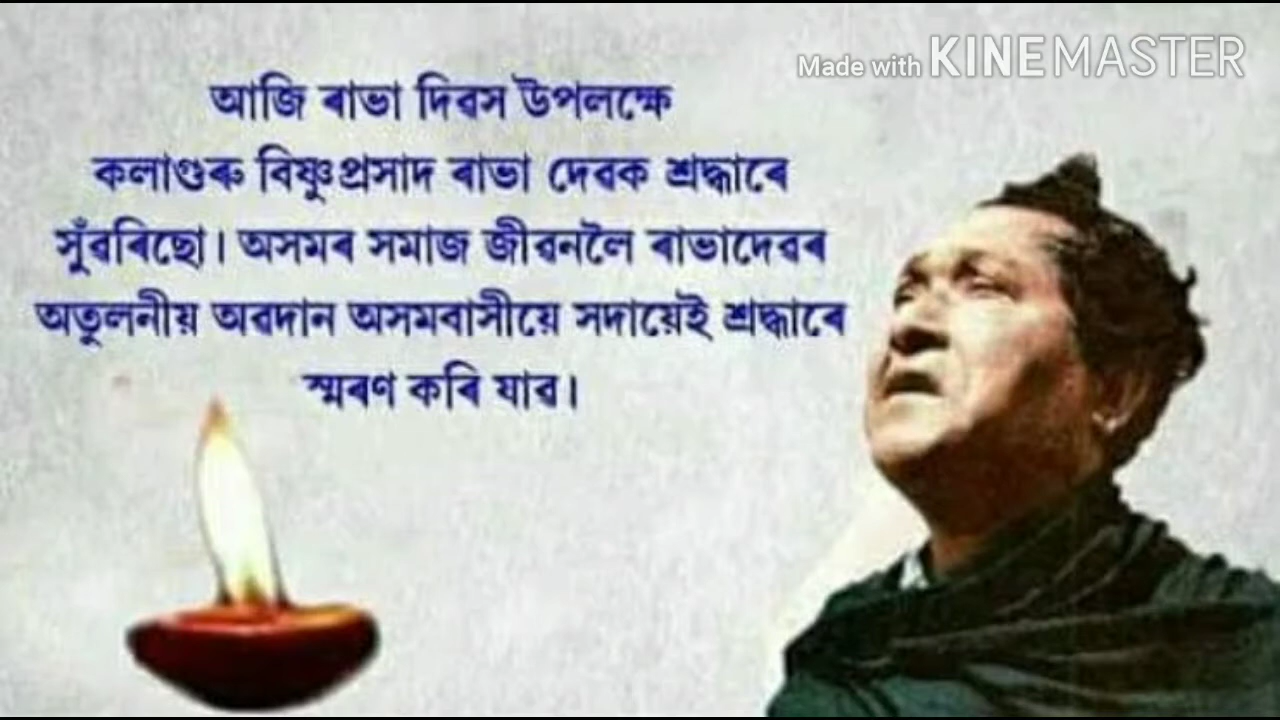 Made with KINEMASTER
আজি ৰাভা দিৱস উপলক্ষে
কলাগুৰু বিষ্ণুপ্ৰসাদ ৰাভা দেৱক শ্ৰদ্ধাৰে
সুঁৱৰিছো। অসমৰ সমাজ জীৱনলৈ ৰাভাদেৱৰ
অতুলনীয় অৱদান অসমবাসীয়ে সদায়েই শ্ৰদ্ধাৰে
স্মৰণ কৰি যাব।